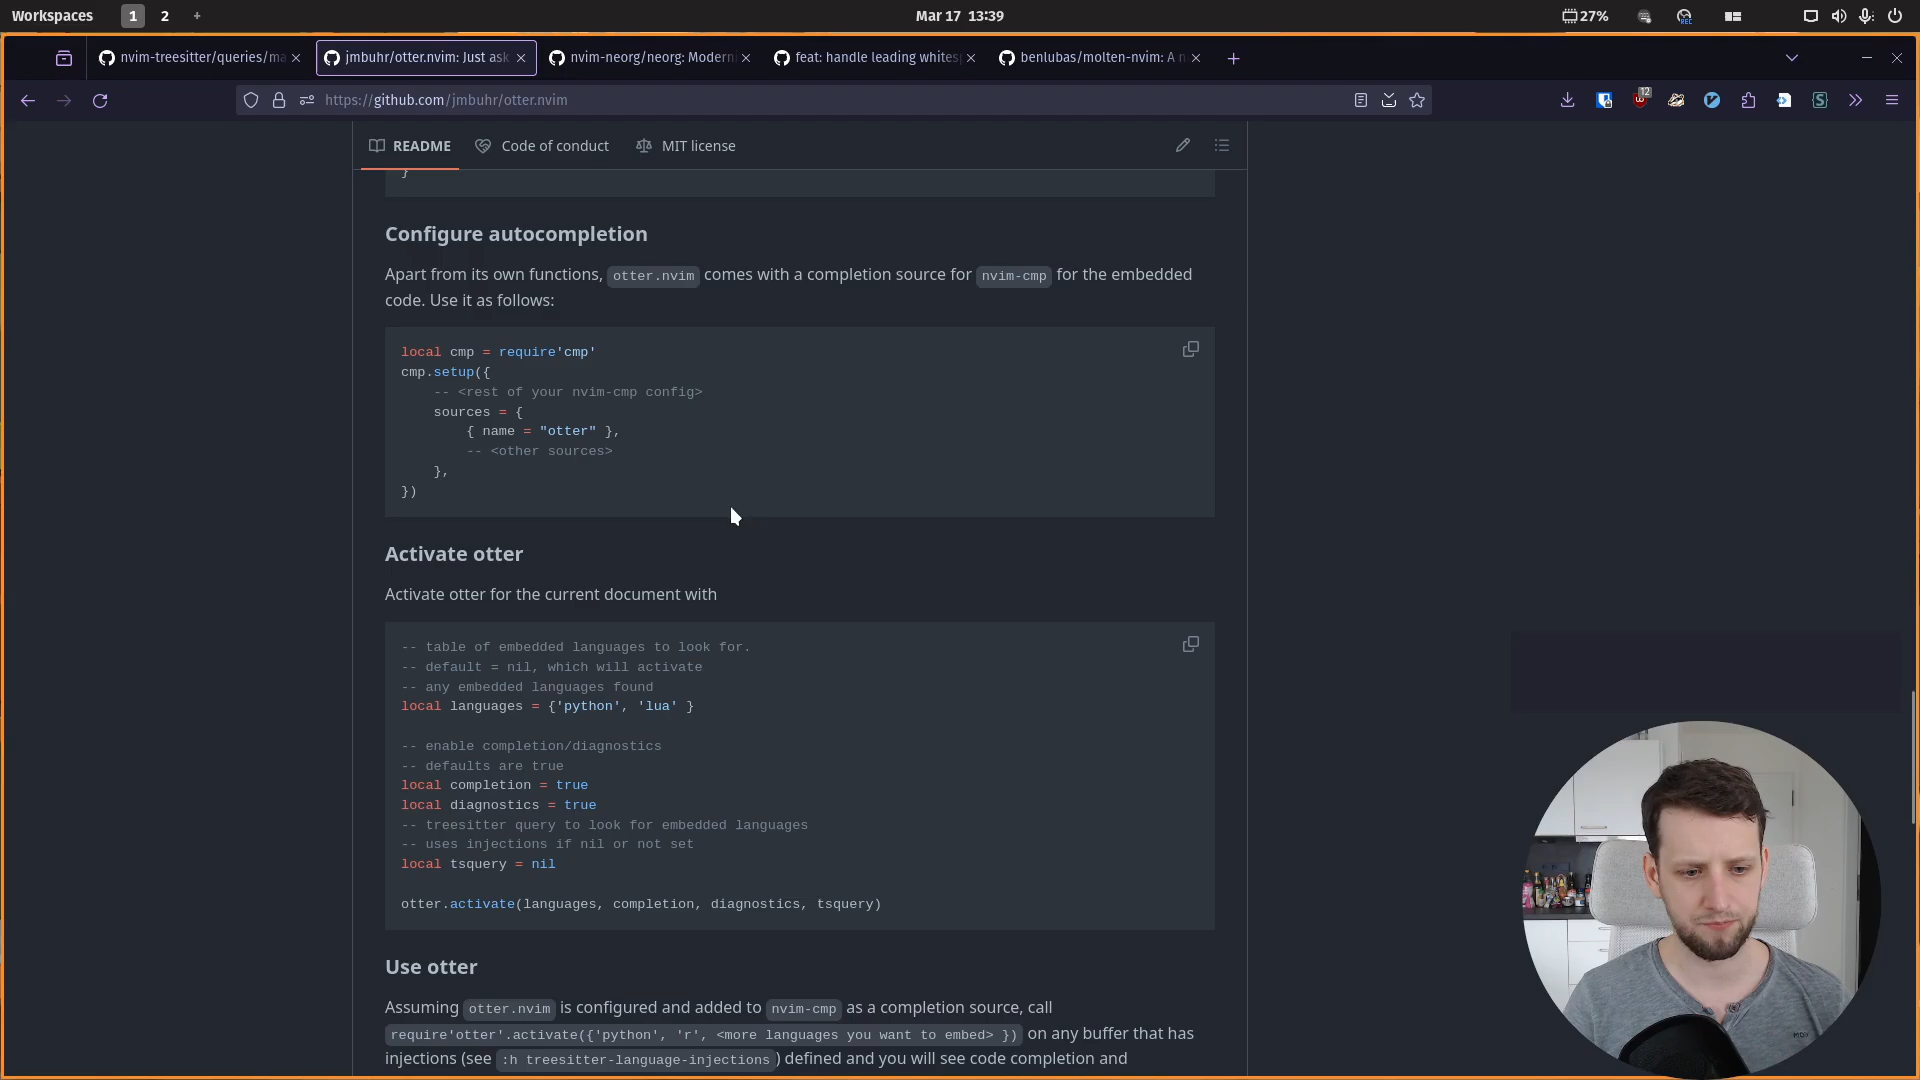 Workspaces 1 2 + Mar 17 13:39 27%
nvim-treesitter/queries/ma jmbuhr/otter.nvim: Just ask nvim-neorg/neorg: Modern feat: handle leading whites benlubas/molten-nvim: A n
https://github.com/jmbuhr/otter.nvim 12
README Code of conduct MIT license
}
Configure autocompletion
Apart from its own functions, otter.nvim comes with a completion source for nvim-cmp for the embedded
code. Use it as follows:
local cmp = require'cmp'
cmp.setup({
-- <rest of your nvim-cmp config>
sources = {
{ name = "otter" },
-- <other sources>
},
})
Activate otter
Activate otter for the current document with
-- table of embedded languages to look for.
-- default = nil, which will activate
-- any embedded languages found
local languages = {'python', 'lua' }
-- enable completion/diagnostics
-- defaults are true
local completion = true
local diagnostics = true
-- treesitter query to look for embedded languages
-- uses injections if nil or not set
local tsquery = nil
otter.activate(languages, completion, diagnostics, tsquery)
Use otter
Assuming otter.nvim is configured and added to nvim-cmp as a completion source, call
require'otter'.activate({'python', 'r', <more languages you want to embed> }) on any buffer that has
injections (see :h treesitter-language-injections) defined and you will see code completion and